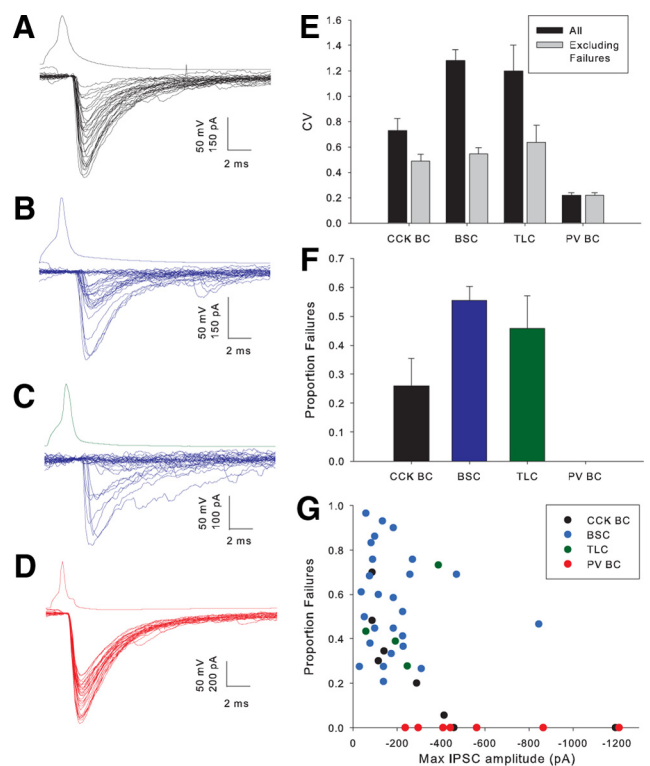 A
50 mV
150 pA
2 ms
B
50 mV
150 pA
2 ms
C
50 mV
100 pA
2 ms
D
50 mV
200 pA
2 ms
E
1.6
1.4
1.2
1.0
0.8
0.6
0.4
0.2
0.0
CV
All
Excluding
Failures
CCK BC BSC TLC PV BC
F
0.7
0.6
0.5
0.4
0.3
0.2
0.1
0.0
Proportion Failures
CCK BC BSC TLC PV BC
G
1.0
0.8
0.6
0.4
0.2
0.0
Proportion Failures
CCK BC
BSC
TLC
PV BC
0 -200 -400 -600 -800 -1000 -1200
Max IPSC amplitude (pA)